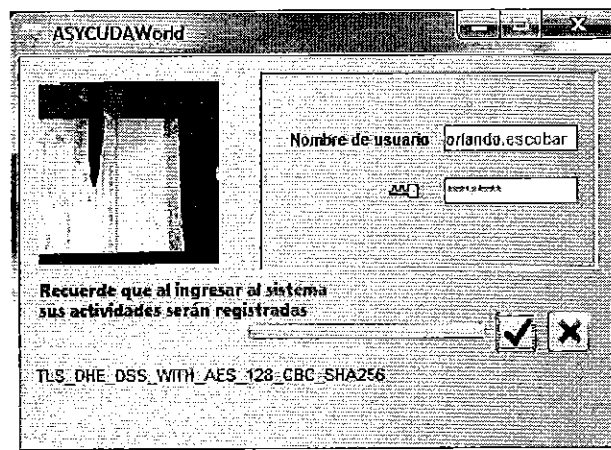 ASYCUDAWorld
Nombre de usuario orlando.escobar
Recuerde que al ingresar al sistema
sus actividades serán registradas
TLS_DHE_DSS_WITH_AES_128_CBC_SHA256